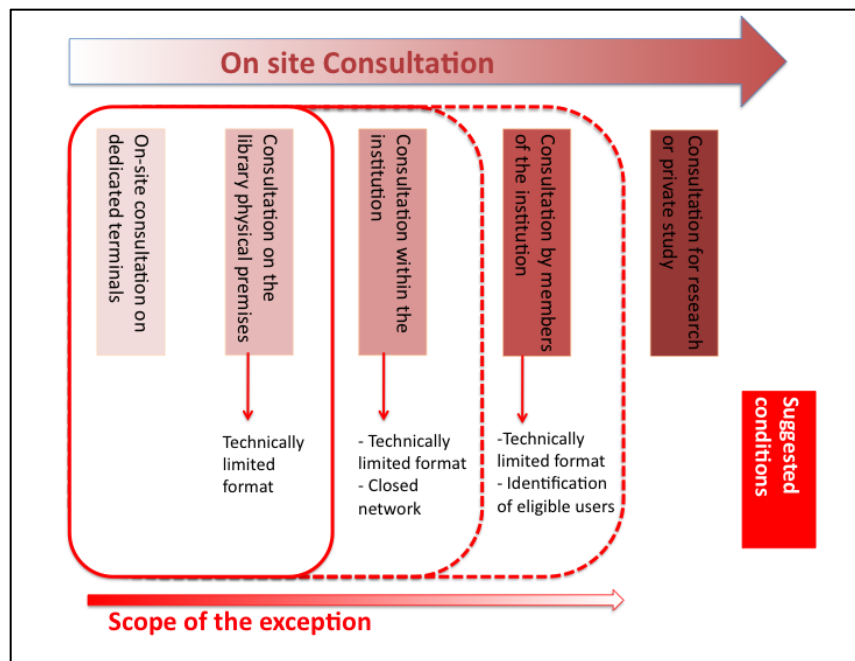 On site Consultation
On-site consultation on
dedicated terminals
Consultation on the
library physical premises
Consultation within the
institution
Consultation by members
of the institution
Consultation for research
or private study
Technically
limited
format
- Technically
limited format
- Closed
network
-Technically
limited format
- Identification
of eligible users
Suggested
conditions
Scope of the exception